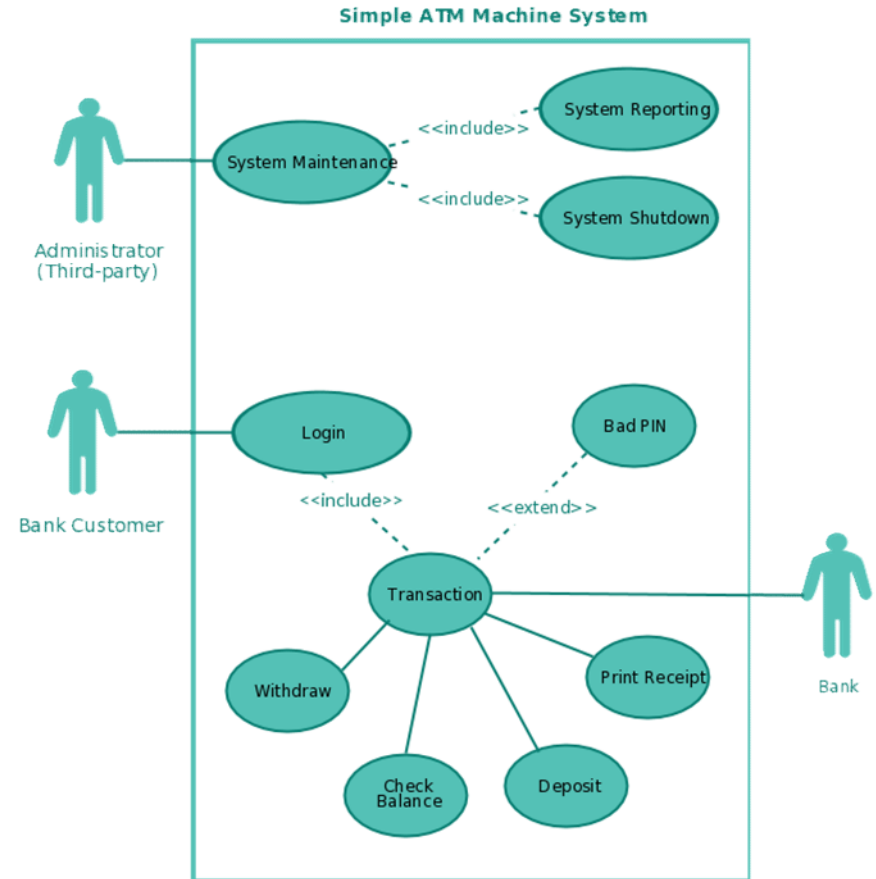 Simple ATM Machine System
System Reporting
<<include>>
System Maintenance
<<include>>
System Shutdown
Administrator
(Third-party)
Bad PIN
Login
<<include>>
<<extend>>
Bank Customer
Transaction
Print Receipt
Bank
Withdraw
Check
Balance
Deposit